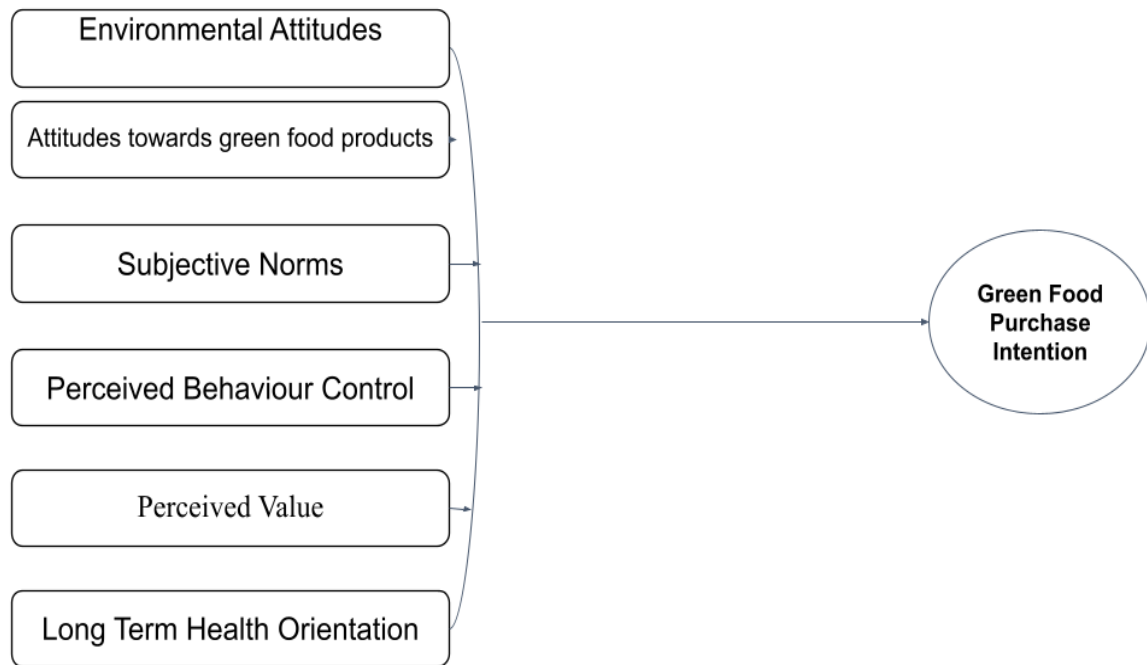 Environmental Attitudes
Attitudes towards green food products
Subjective Norms
Perceived Behaviour Control
Perceived Value
Long Term Health Orientation
Green Food
Purchase
Intention